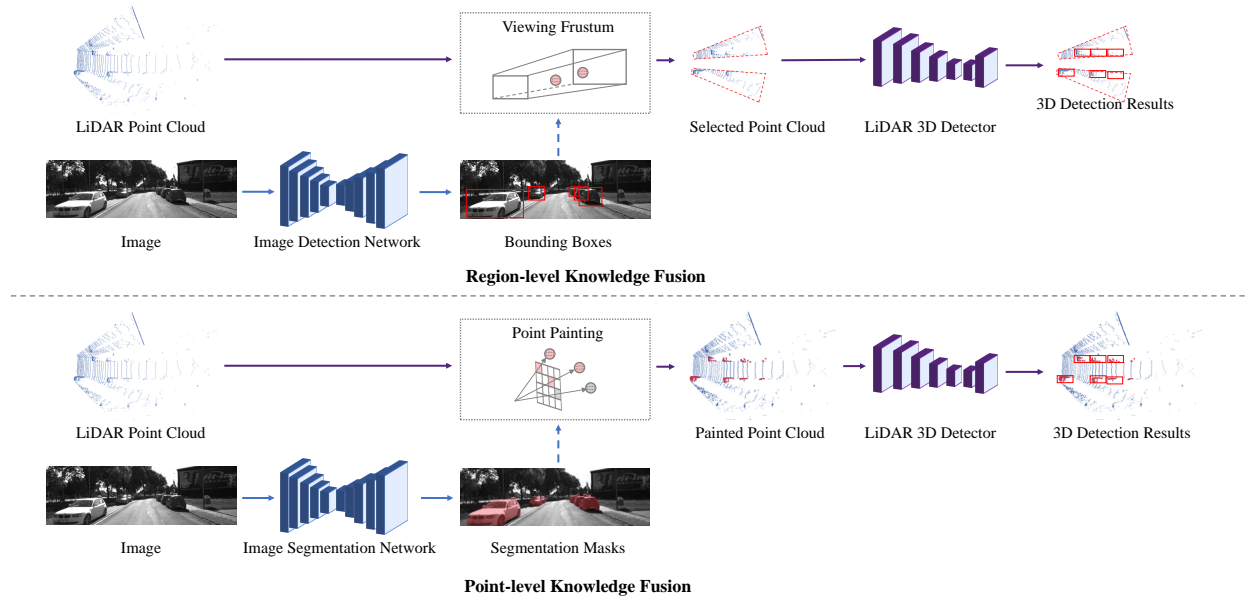 Viewing Frustum
LiDAR Point Cloud
Selected Point Cloud
LiDAR 3D Detector
3D Detection Results
Image
Image Detection Network
Bounding Boxes
Region-level Knowledge Fusion
Point Painting
LiDAR Point Cloud
Painted Point Cloud
LiDAR 3D Detector
3D Detection Results
Image
Image Segmentation Network
Segmentation Masks
Point-level Knowledge Fusion